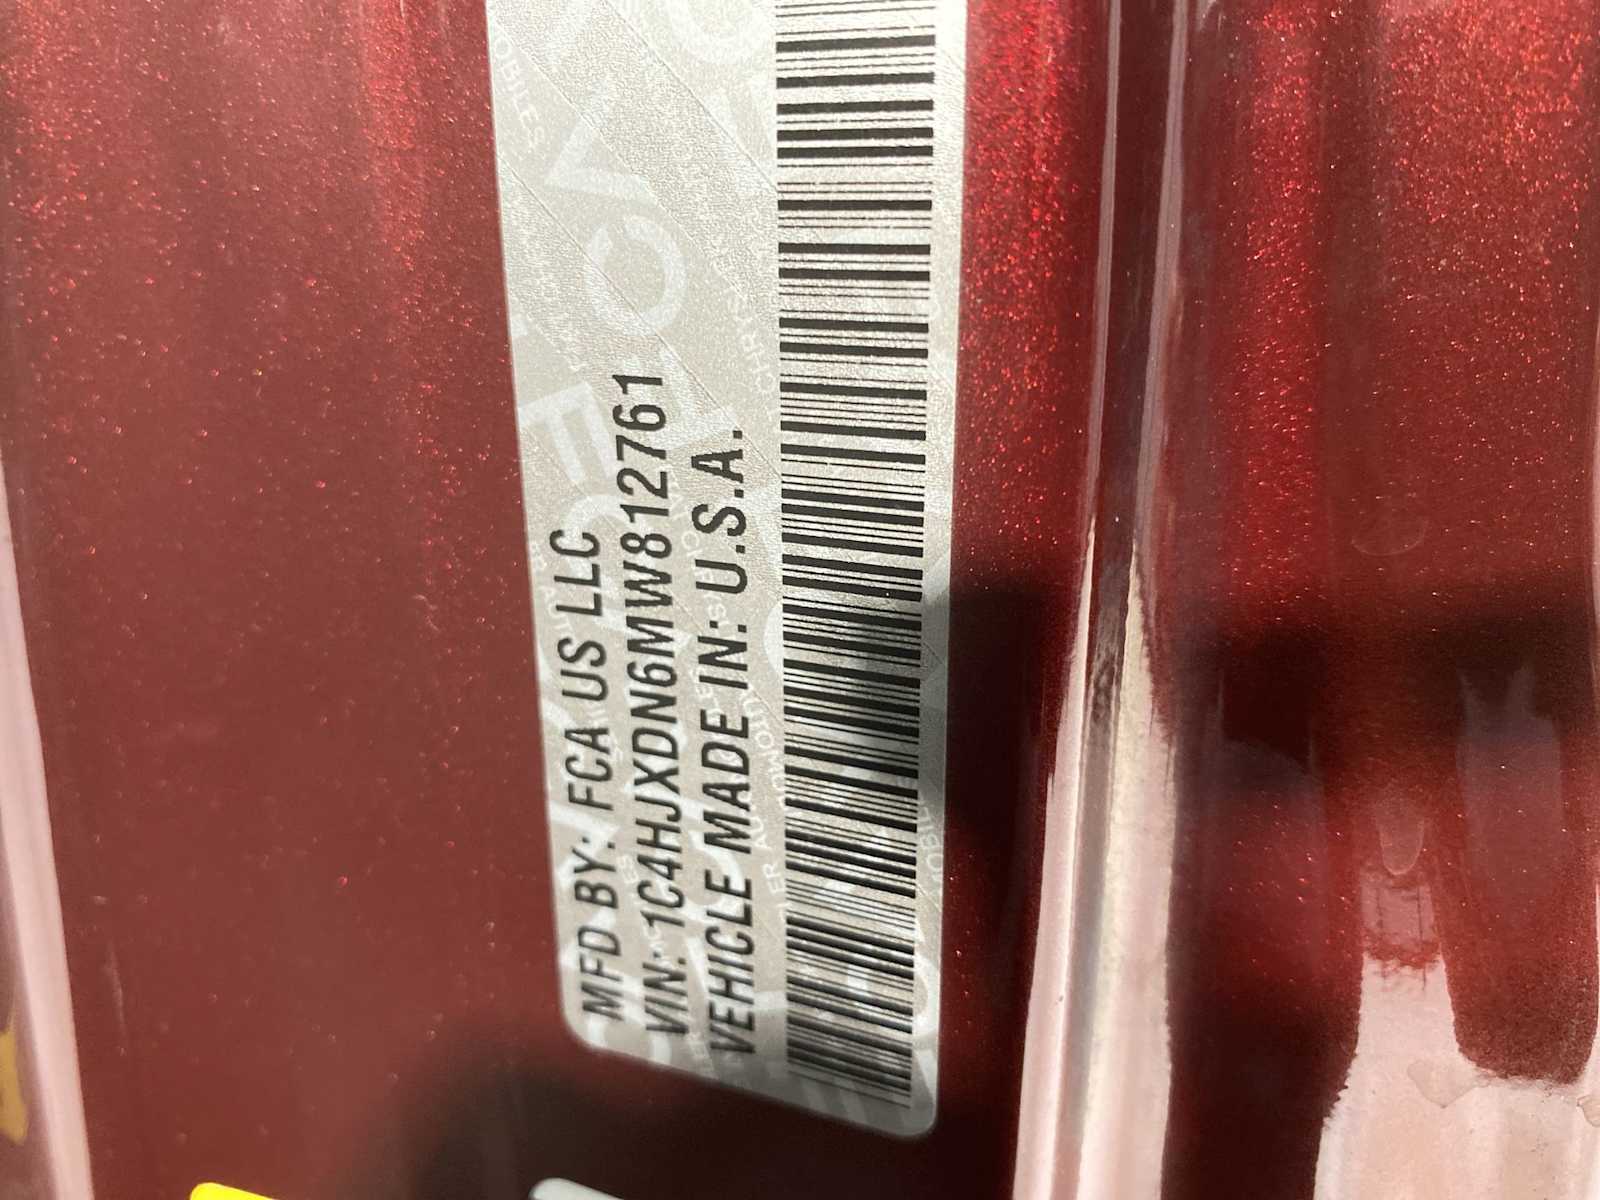 MFD BY: FCA US LLC
VIN: 1C4HJXDN6MW812761
VEHICLE MADE IN: U.S.A.